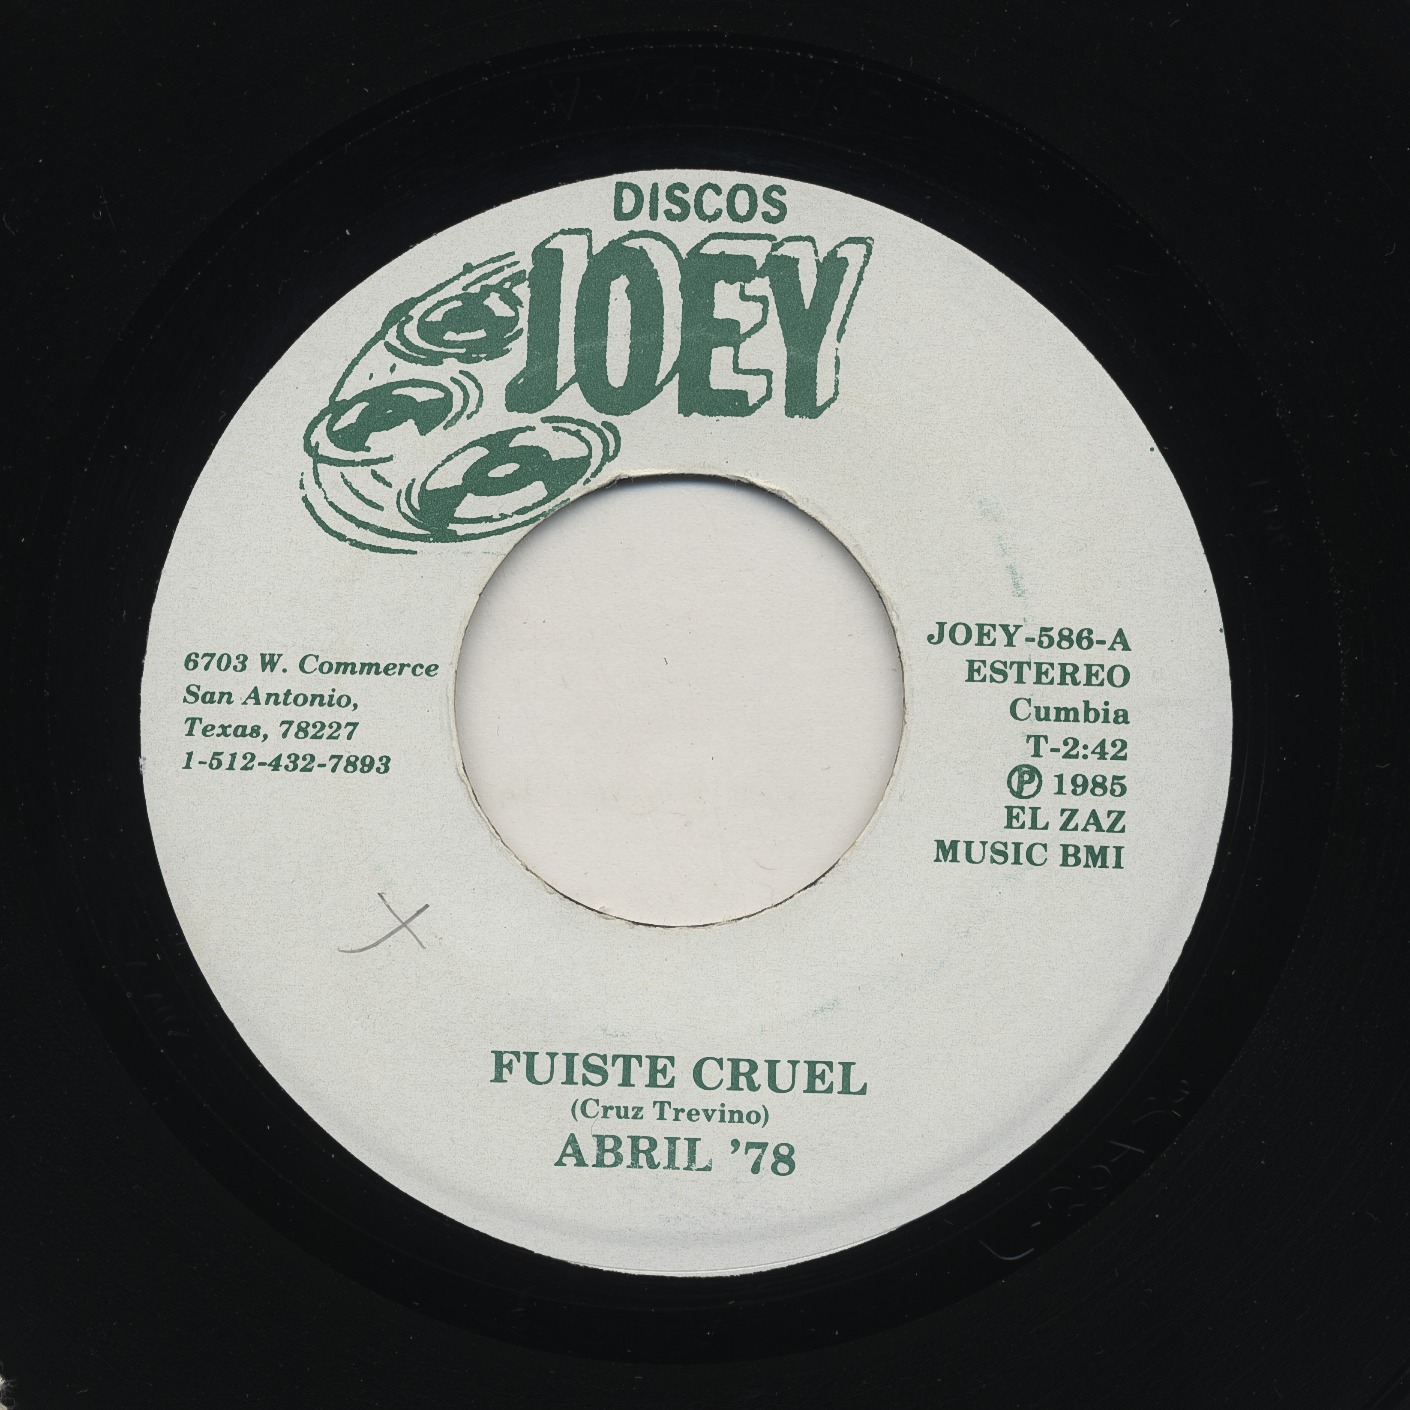 DISCOS
JOEY
6703 W. Commerce
San Antonio,
Texas, 78227
1-512-432-7893
JOEY-586-A
ESTEREO
Cumbia
T-2:42
Ⓟ 1985
EL ZAZ
MUSIC BMI
FUISTE CRUEL
(Cruz Trevino)
ABRIL ’78